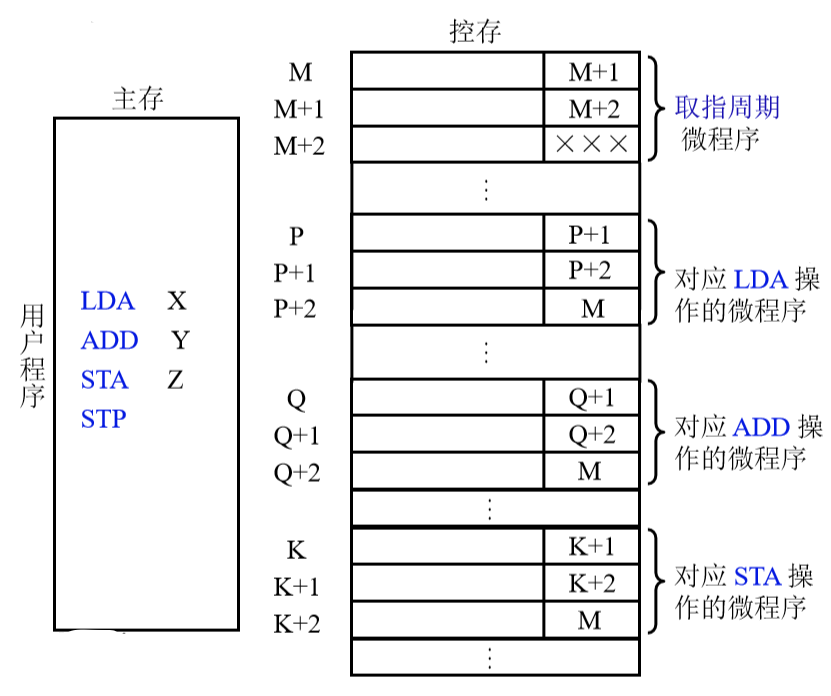 控存
主存
用户程序
LDA X
ADD Y
STA Z
STP
M M+1
M+1 M+2
M+2 ×××
取指周期
微程序
⋮
P P+1
P+1 P+2
P+2 M
对应 LDA 操
作的微程序
⋮
Q Q+1
Q+1 Q+2
Q+2 M
对应 ADD 操
作的微程序
⋮
K K+1
K+1 K+2
K+2 M
对应 STA 操
作的微程序
⋮